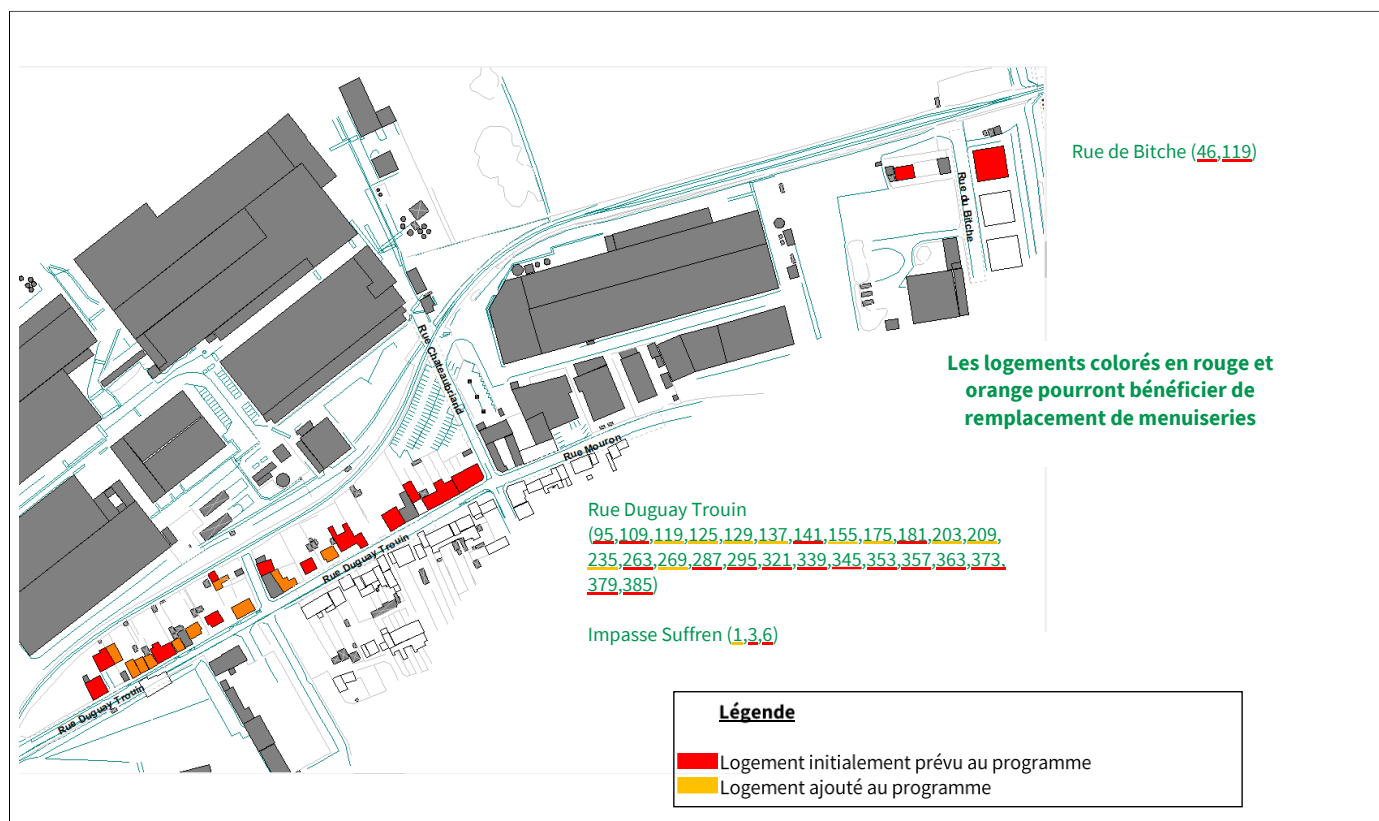 Rue de Bitche (46,119)
Rue du Bitche
Rue Chateaubriand
Les logements colorés en rouge et
orange pourront bénéficier de
remplacement de menuiseries
Rue Mouron
Rue Duguay Trouin
Rue Duguay Trouin
(95,109,119,125,129,137,141,155,175,181,203,209,
235,263,269,287,295,321,339,345,353,357,363,373,
379,385)
Impasse Suffren (1,3,6)
Rue Duguay Trouin
Légende
Logement initialement prévu au programme
Logement ajouté au programme